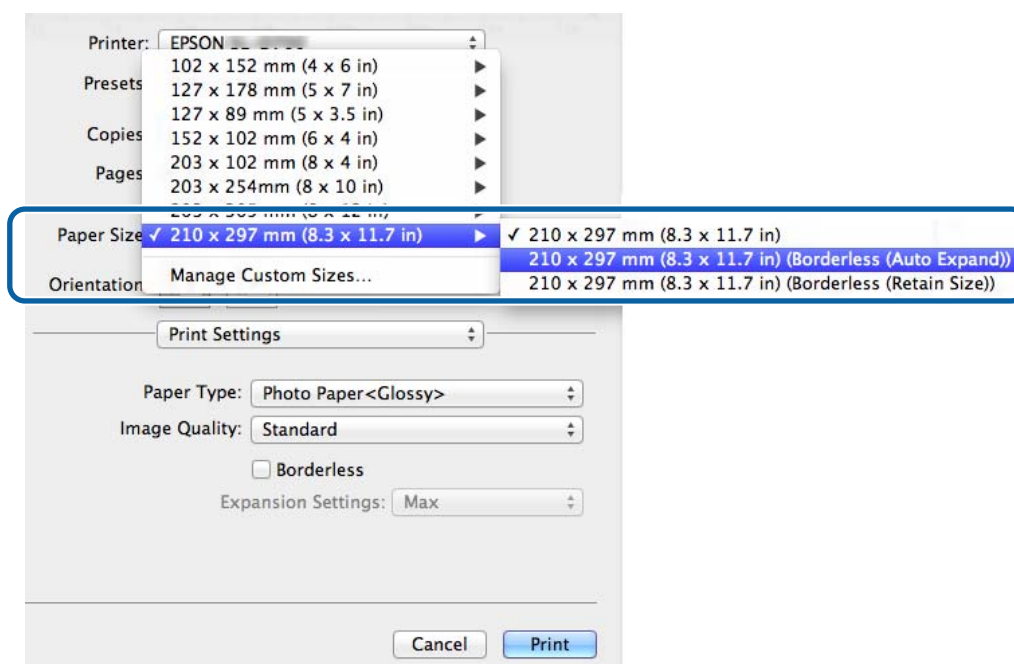 Printer: EPSON
102 x 152 mm (4 x 6 in)
Presets
127 x 178 mm (5 x 7 in)
127 x 89 mm (5 x 3.5 in)
Copies
152 x 102 mm (6 x 4 in)
203 x 102 mm (8 x 4 in)
Pages
203 x 254mm (8 x 10 in)
Paper Size ✓ 210 x 297 mm (8.3 x 11.7 in) ✓ 210 x 297 mm (8.3 x 11.7 in)
210 x 297 mm (8.3 x 11.7 in) (Borderless (Auto Expand))
Orientation Manage Custom Sizes... 210 x 297 mm (8.3 x 11.7 in) (Borderless (Retain Size))
Print Settings
Paper Type: Photo Paper<Glossy>
Image Quality: Standard
Borderless
Expansion Settings: Max
Cancel Print